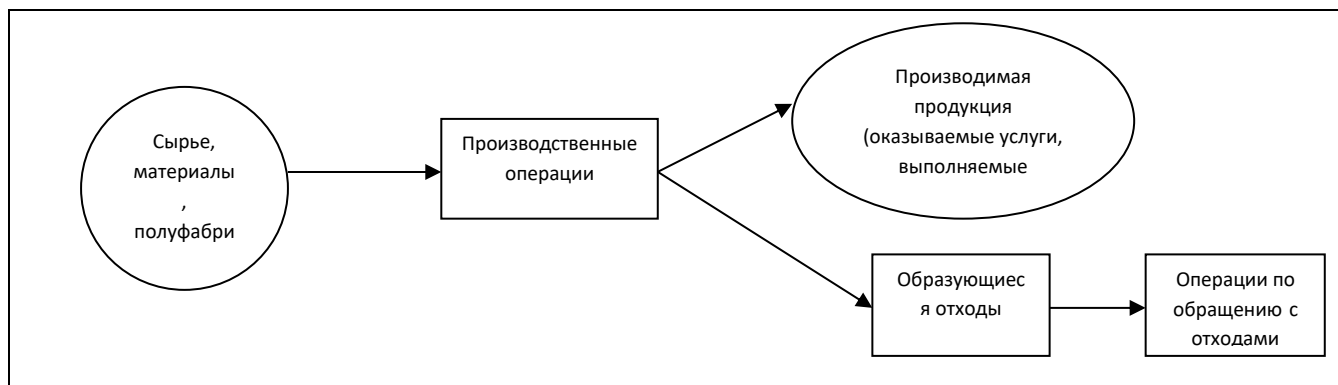 Сырье,
материалы
,
полуфабри
Производственные
операции
Производимая
продукция
(оказываемые услуги,
выполняемые
Образующиес
я отходы
Операции по
обращению с
отходами